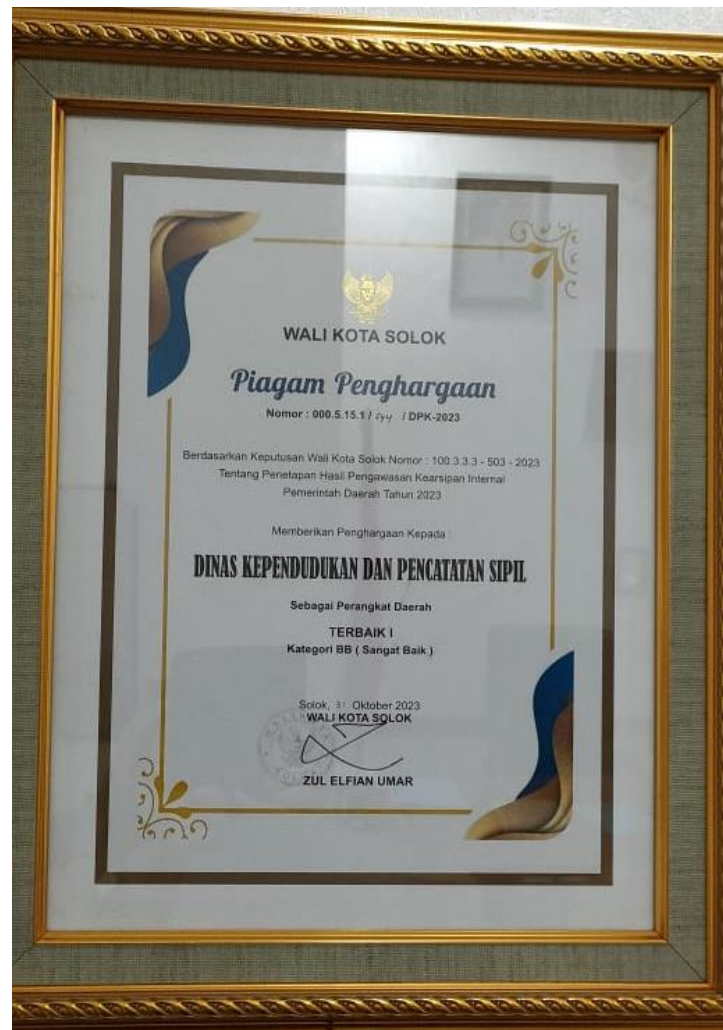 WALI KOTA SOLOK
Piagam Penghargaan
Nomor : 000.5.15.1 / / DPK-2023
Berdasarkan Keputusan Wali Kota Solok Nomor : 100.3.3.3 - 503 - 2023
Tentang Penetapan Hasil Pengawasan Kearsipan Internal
Pemerintah Daerah Tahun 2023
Memberikan Penghargaan Kepada :
DINAS KEPENDUDUKAN DAN PENCATATAN SIPIL
Sebagai Perangkat Daerah
TERBAIK I
Kategori BB ( Sangat Baik )
Solok, 31 Oktober 2023
WALI KOTA SOLOK
ZUL ELFIAN UMAR